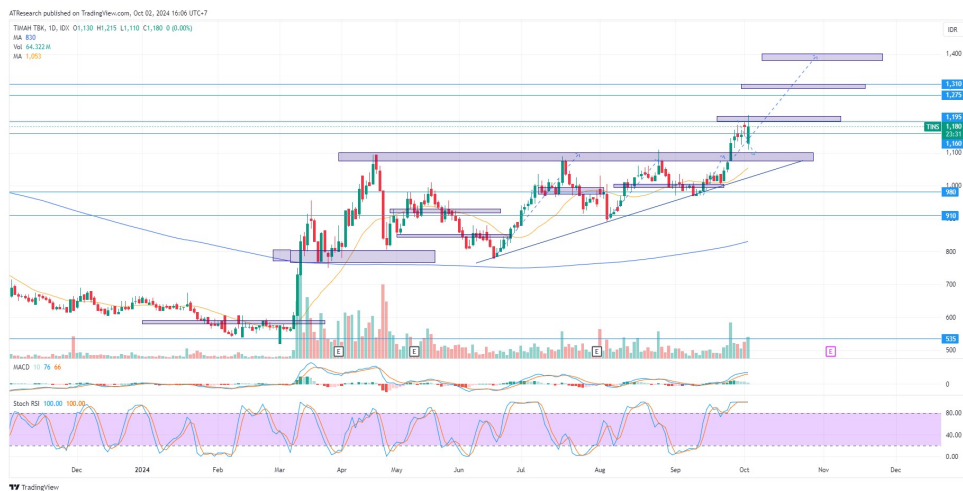 ATResearch published on TradingView.com, Oct 02, 2024 16:06 UTC+7
TIMAH TBK, 1D, IDX O1,130 H1,215 L1,110 C1,180 0 (0.00%)
MA 830
Vol 64.322M
MA 1,053
IDR
1,400
1,310
1,275
1,195
TINS 1,180
23:31
1,160
1,100
1,000
980
910
800
700
600
535
500
E E E E
MACD 10 76 66
0
Stoch RSI 100.00 100.00
80.00
40.00
0.00
Dec 2024 Feb Mar Apr May Jun Jul Aug Sep Oct Nov Dec
TradingView